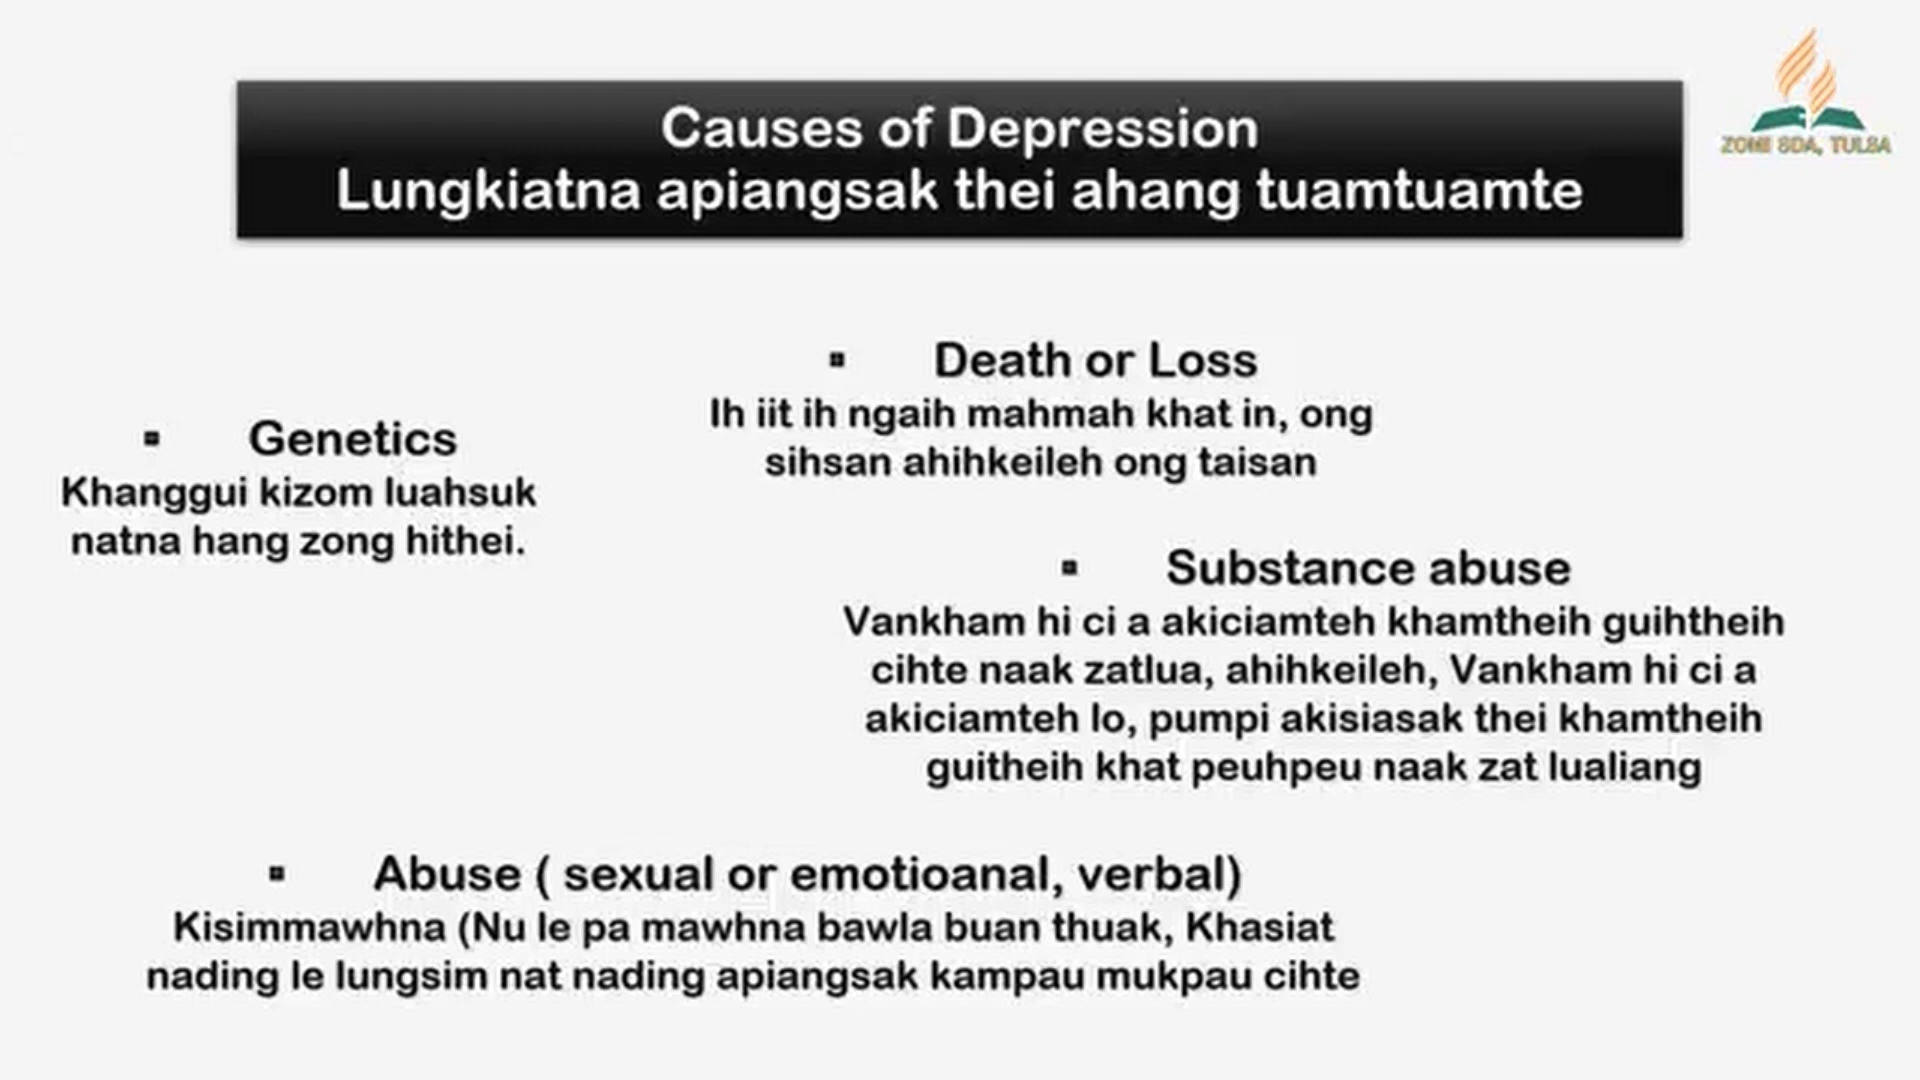 Causes of Depression
Lungkiatna apiangsak thei ahang tuamtuamte
ZOMI SDA, TULSA
▪ Death or Loss
Ih iit ih ngaih mahmah khat in, ong
sihsan ahihkeileh ong taisan
▪ Genetics
Khanggui kizom luahsuk
natna hang zong hithei.
▪ Substance abuse
Vankham hi ci a akiciamteh khamtheih guihtheih
cihte naak zatlua, ahihkeileh, Vankham hi ci a
akiciamteh lo, pumpi akisiasak thei khamtheih
guitheih khat peuhpeu naak zat lualiang
▪ Abuse ( sexual or emotioanal, verbal)
Kisimmawhna (Nu le pa mawhna bawla buan thuak, Khasiat
nading le lungsim nat nading apiangsak kampau mukpau cihte